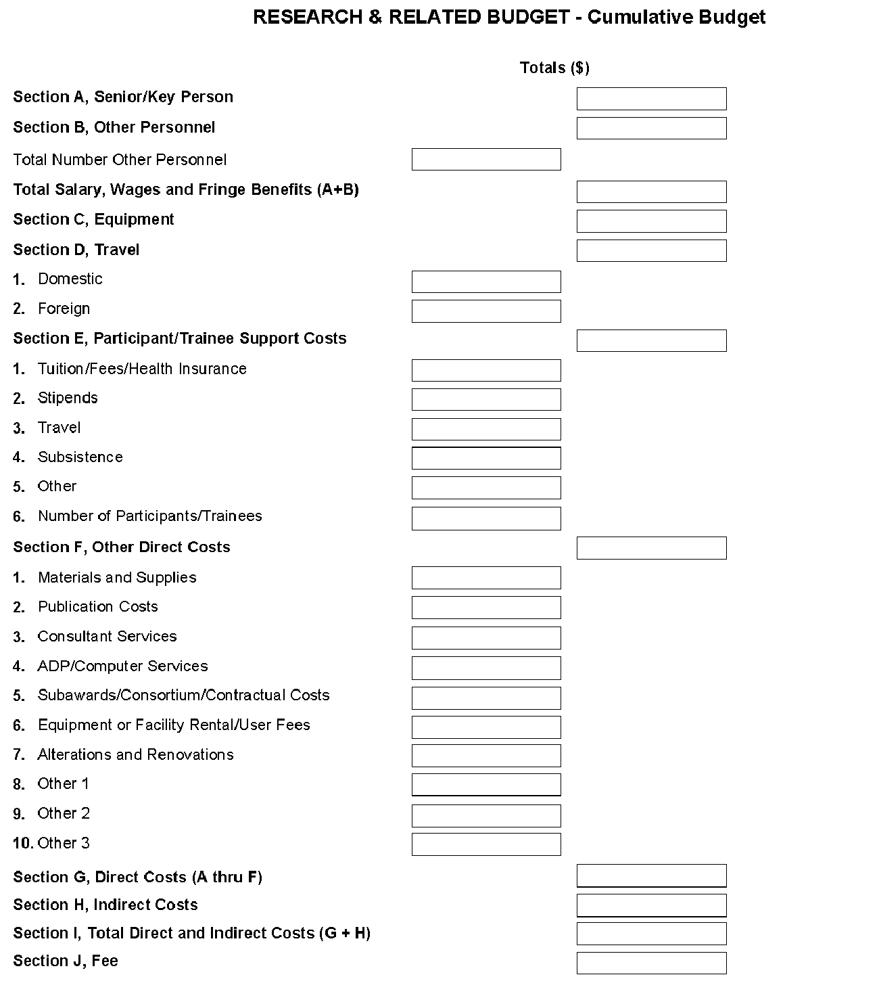 RESEARCH & RELATED BUDGET - Cumulative Budget
Totals ($)
Section A, Senior/Key Person
Section B, Other Personnel
Total Number Other Personnel
Total Salary, Wages and Fringe Benefits (A+B)
Section C, Equipment
Section D, Travel
1. Domestic
2. Foreign
Section E, Participant/Trainee Support Costs
1. Tuition/Fees/Health Insurance
2. Stipends
3. Travel
4. Subsistence
5. Other
6. Number of Participants/Trainees
Section F, Other Direct Costs
1. Materials and Supplies
2. Publication Costs
3. Consultant Services
4. ADP/Computer Services
5. Subawards/Consortium/Contractual Costs
6. Equipment or Facility Rental/User Fees
7. Alterations and Renovations
8. Other 1
9. Other 2
10. Other 3
Section G, Direct Costs (A thru F)
Section H, Indirect Costs
Section I, Total Direct and Indirect Costs (G + H)
Section J, Fee